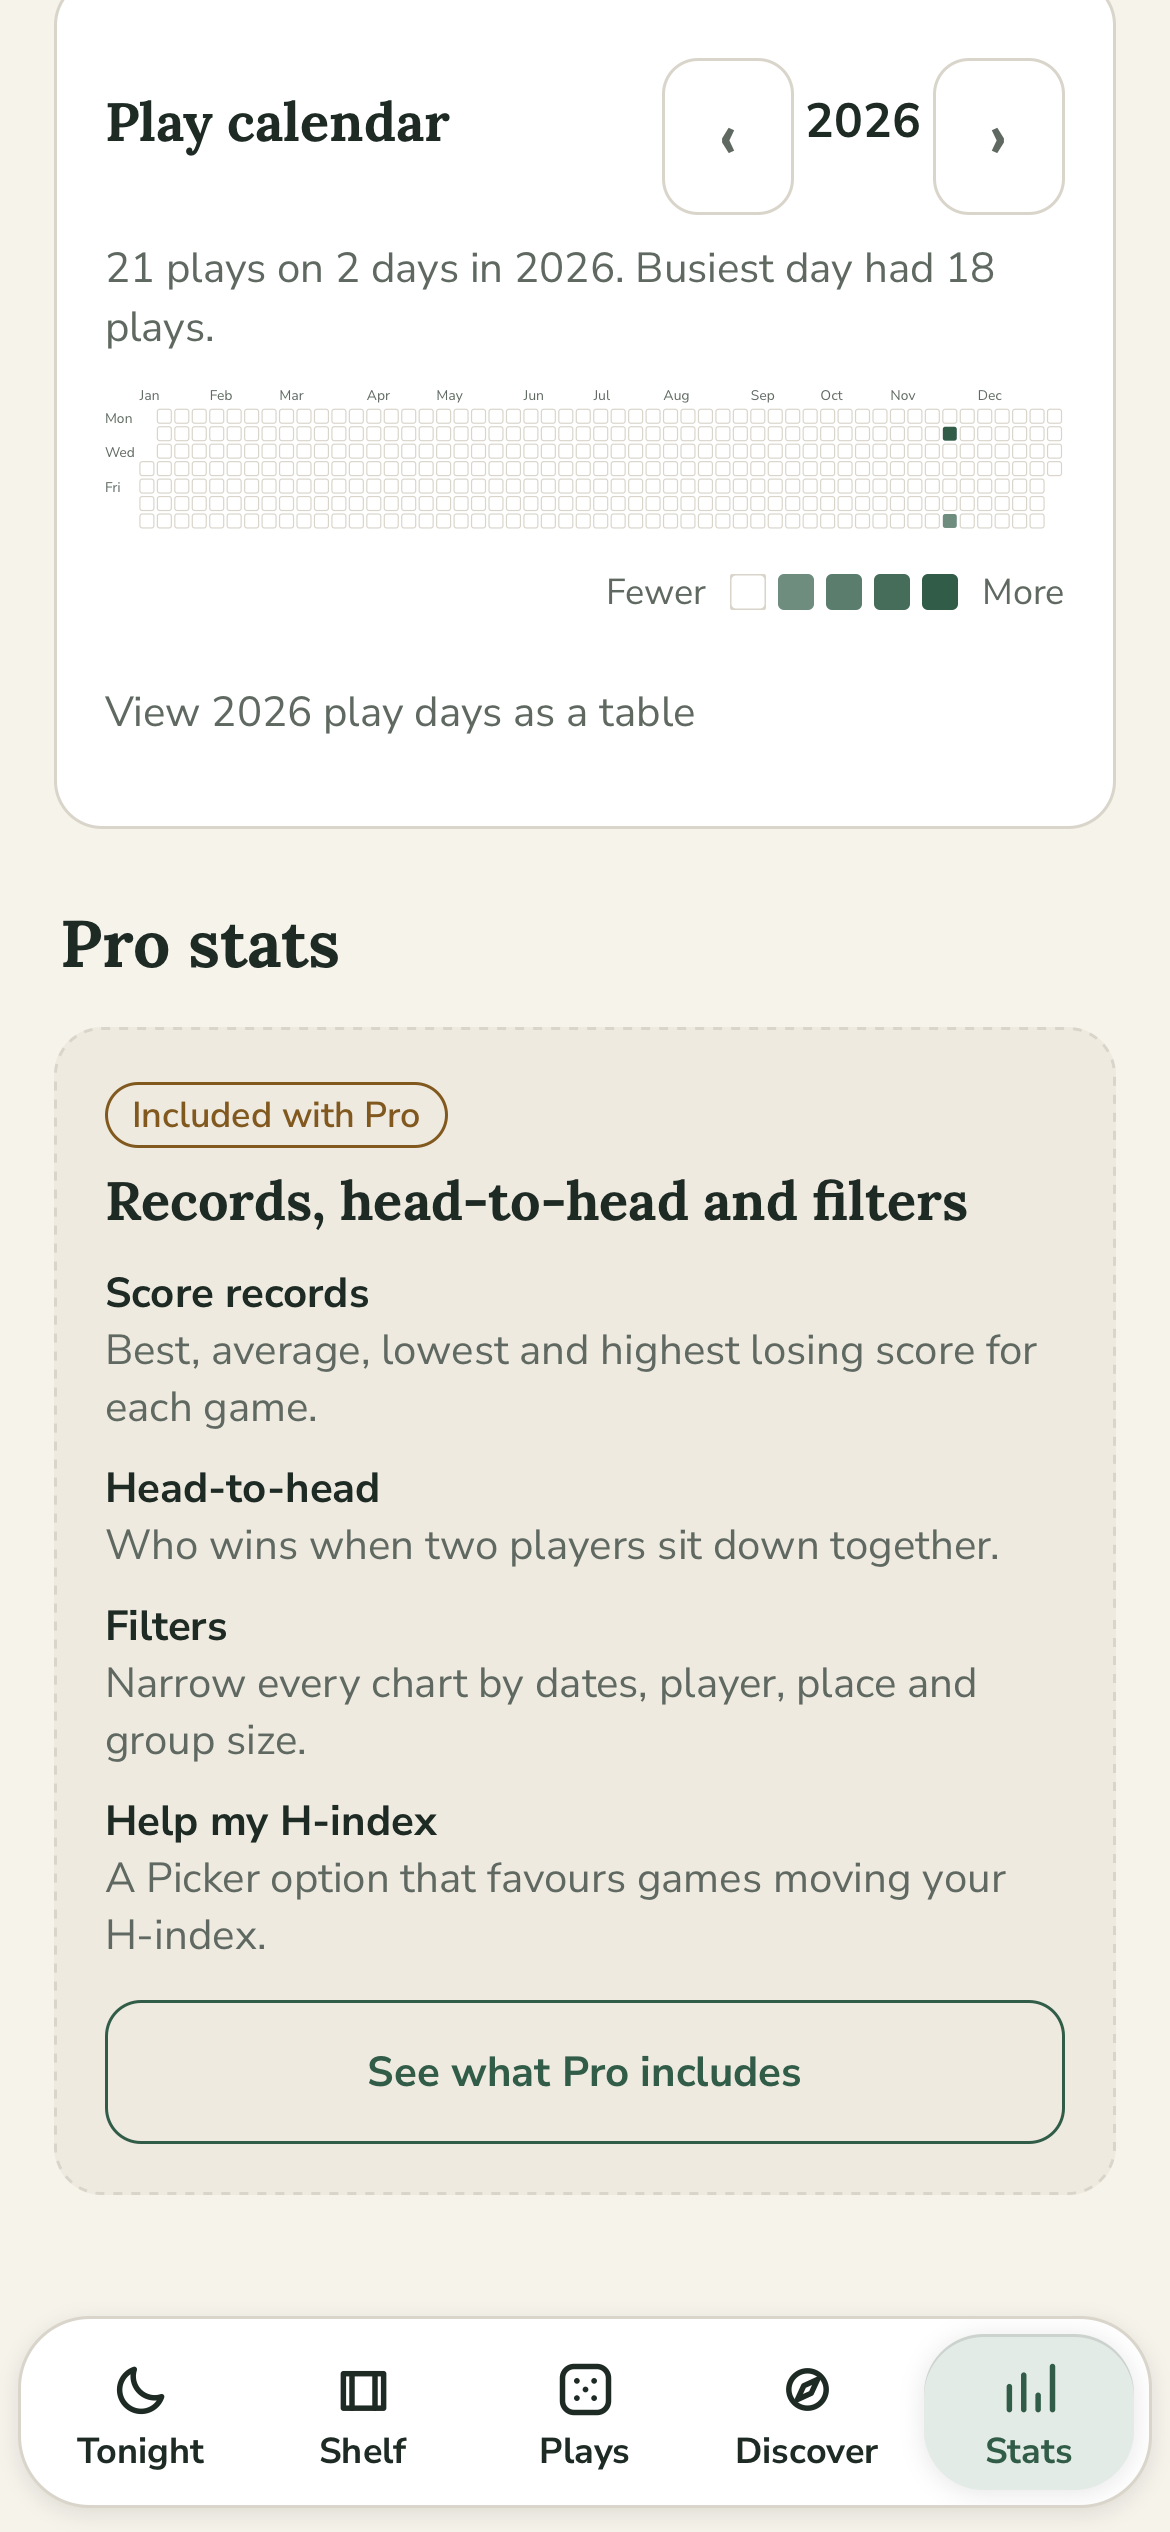 Play calendar
‹ 2026 ›
21 plays on 2 days in 2026. Busiest day had 18
plays.
Jan Feb Mar Apr May Jun Jul Aug Sep Oct Nov Dec
Mon
Wed
Fri
Fewer More
View 2026 play days as a table
Pro stats
Included with Pro
Records, head-to-head and filters
Score records
Best, average, lowest and highest losing score for
each game.
Head-to-head
Who wins when two players sit down together.
Filters
Narrow every chart by dates, player, place and
group size.
Help my H-index
A Picker option that favours games moving your
H-index.
See what Pro includes
Tonight Shelf Plays Discover Stats